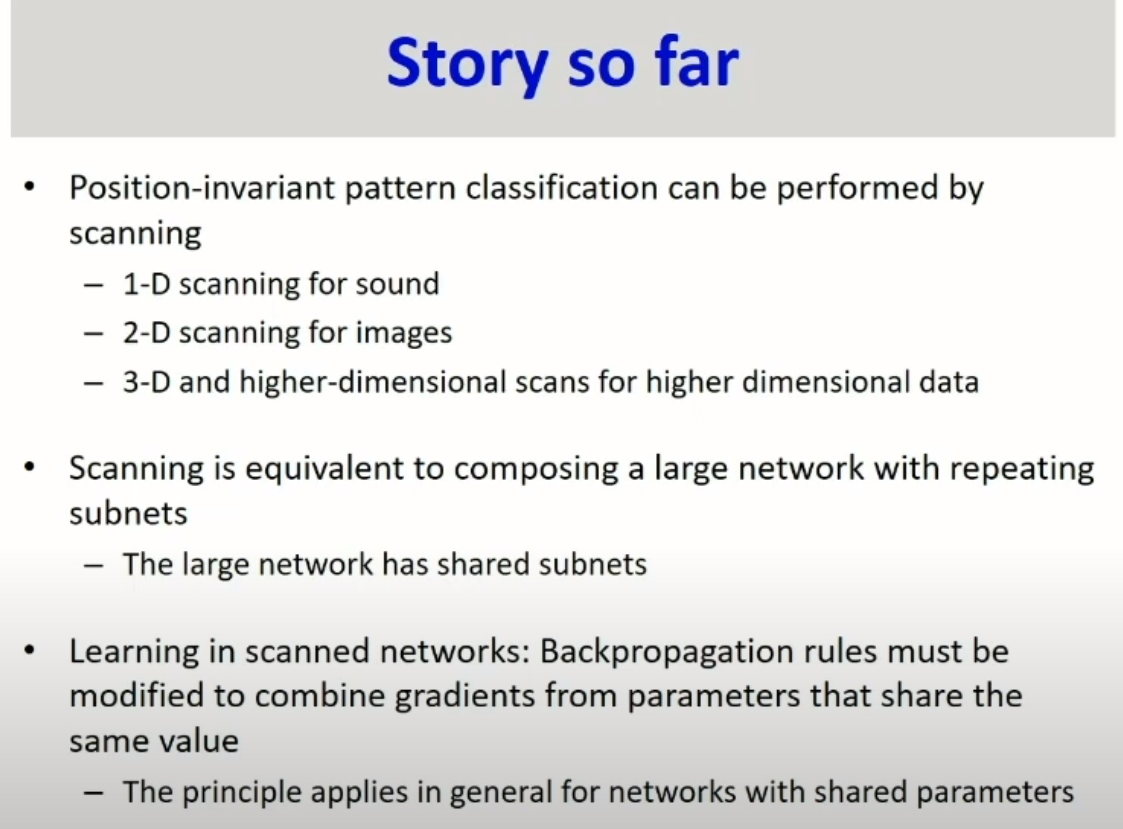 Story so far
• Position-invariant pattern classification can be performed by
scanning
– 1-D scanning for sound
– 2-D scanning for images
– 3-D and higher-dimensional scans for higher dimensional data
• Scanning is equivalent to composing a large network with repeating
subnets
– The large network has shared subnets
• Learning in scanned networks: Backpropagation rules must be
modified to combine gradients from parameters that share the
same value
– The principle applies in general for networks with shared parameters